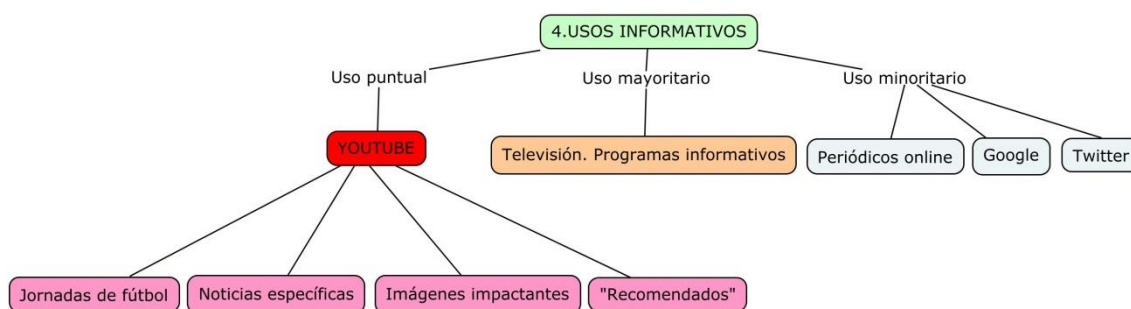 4.USOS INFORMATIVOS
Uso puntual
Uso mayoritario
Uso minoritario
YOUTUBE
Televisión. Programas informativos
Periódicos online
Google
Twitter
Jornadas de fútbol
Noticias específicas
Imágenes impactantes
"Recomendados"